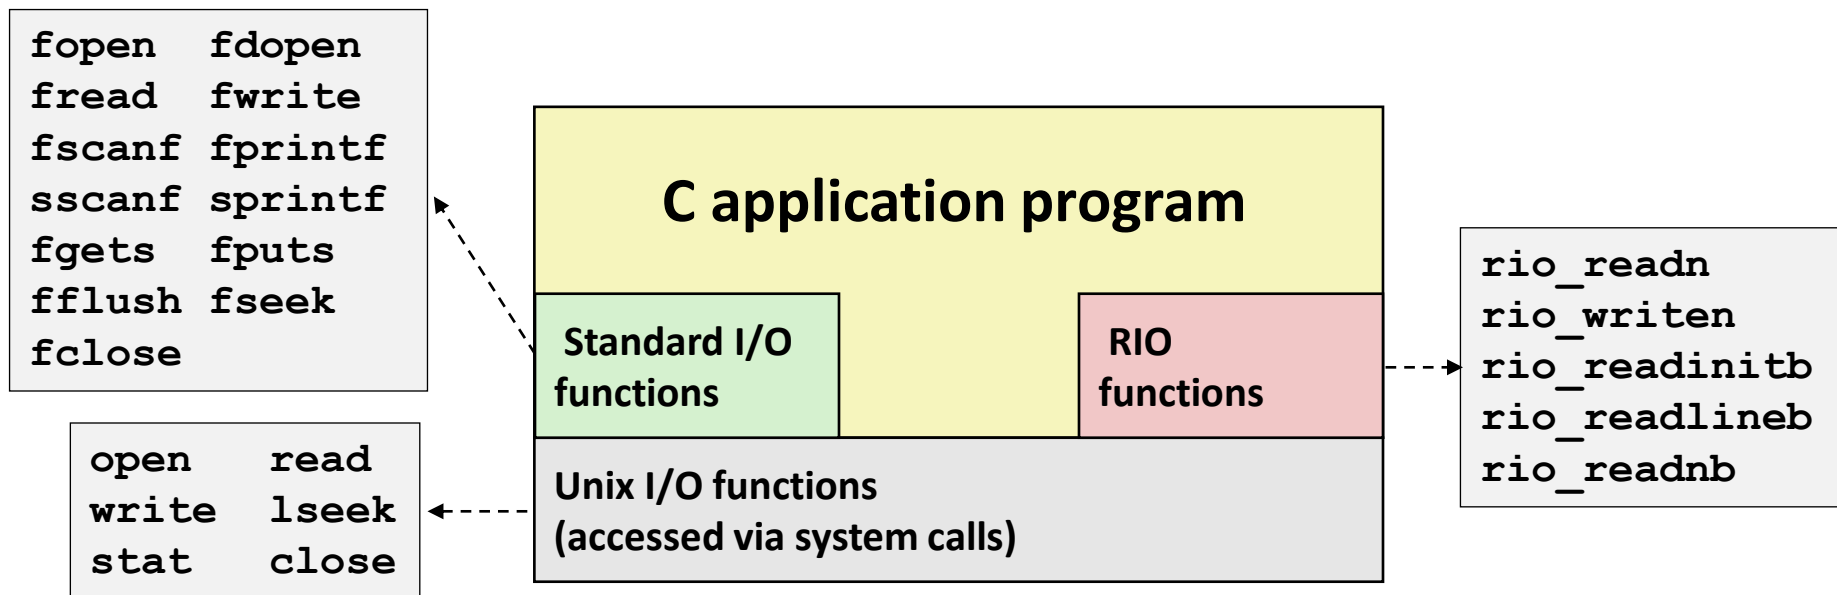 fopen fdopen
fread fwrite
fscanf fprintf
sscanf sprintf
fgets fputs
fflush fseek
fclose
C application program
Standard I/O
functions
RIO
functions
rio_readn
rio_writen
rio_readinitb
rio_readlineb
rio_readnb
open read
write lseek
stat close
Unix I/O functions
(accessed via system calls)